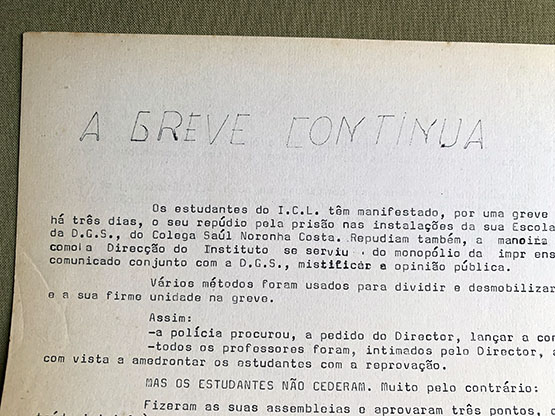 A GREVE CONTINUA
Os estudantes do I.C.L. têm manifestado, por uma greve
há três dias, o seu repúdio pela prisão nas instalações da sua Escola
da D.G.S., do Colega Saúl Noronha Costa. Repudiam também, a maneira
como a Direcção do Instituto se serviu do monopólio da imprens
comunicado conjunto com a D.G.S., mistificar e opinião pública.
Vários métodos foram usados para dividir e desmobilizar
e a sua firme unidade na greve.
Assim:
-a polícia procurou, a pedido do Director, lançar a con
-todos os professores foram, intimados pelo Director, a
com vista a amedrontar os estudantes com a reprovação.
MAS OS ESTUDANTES NÃO CEDERAM. Muito pelo contrário:
Fizeram as suas assembleias e aprovaram três pontos,